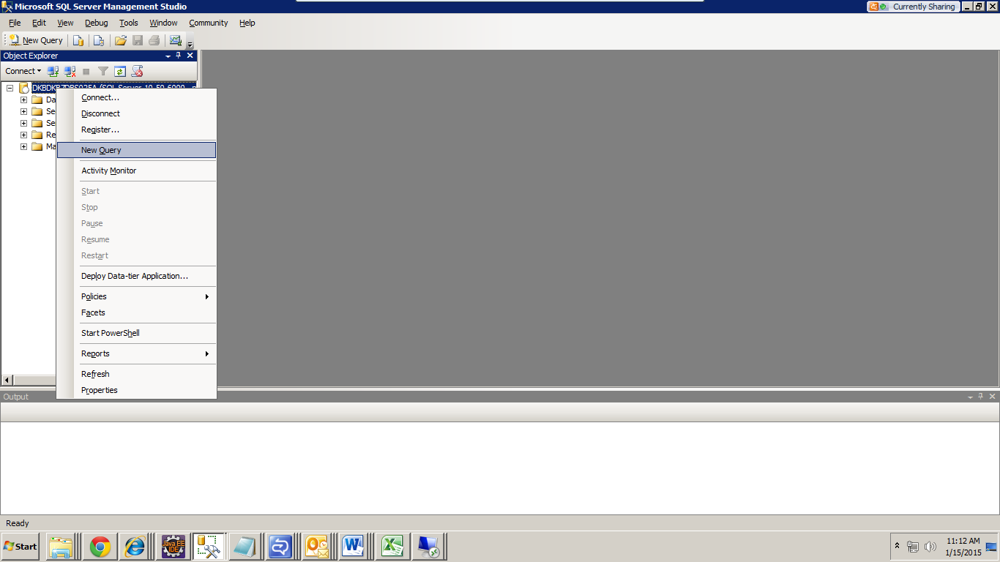 Microsoft SQL Server Management Studio
Currently Sharing
File Edit View Debug Tools Window Community Help
New Query
Object Explorer
Connect
(SQL Server 10.50.6000
Da
Se
Se
Re
Ma
Connect...
Disconnect
Register...
New Query
Activity Monitor
Start
Stop
Pause
Resume
Restart
Deploy Data-tier Application...
Policies
Facets
Start PowerShell
Reports
Refresh
Properties
Output
Ready
Start
Java EE
IDE
11:12 AM
1/15/2015